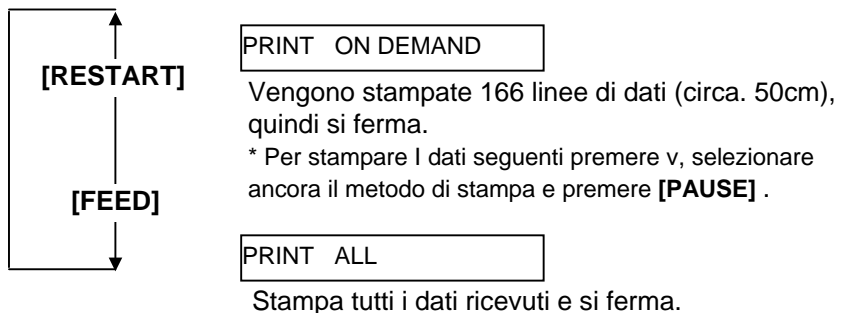 PRINT ON DEMAND
[RESTART]
Vengono stampate 166 linee di dati (circa. 50cm),
quindi si ferma.
* Per stampare I dati seguenti premere v, selezionare
ancora il metodo di stampa e premere [PAUSE] .
[FEED]
PRINT ALL
Stampa tutti i dati ricevuti e si ferma.